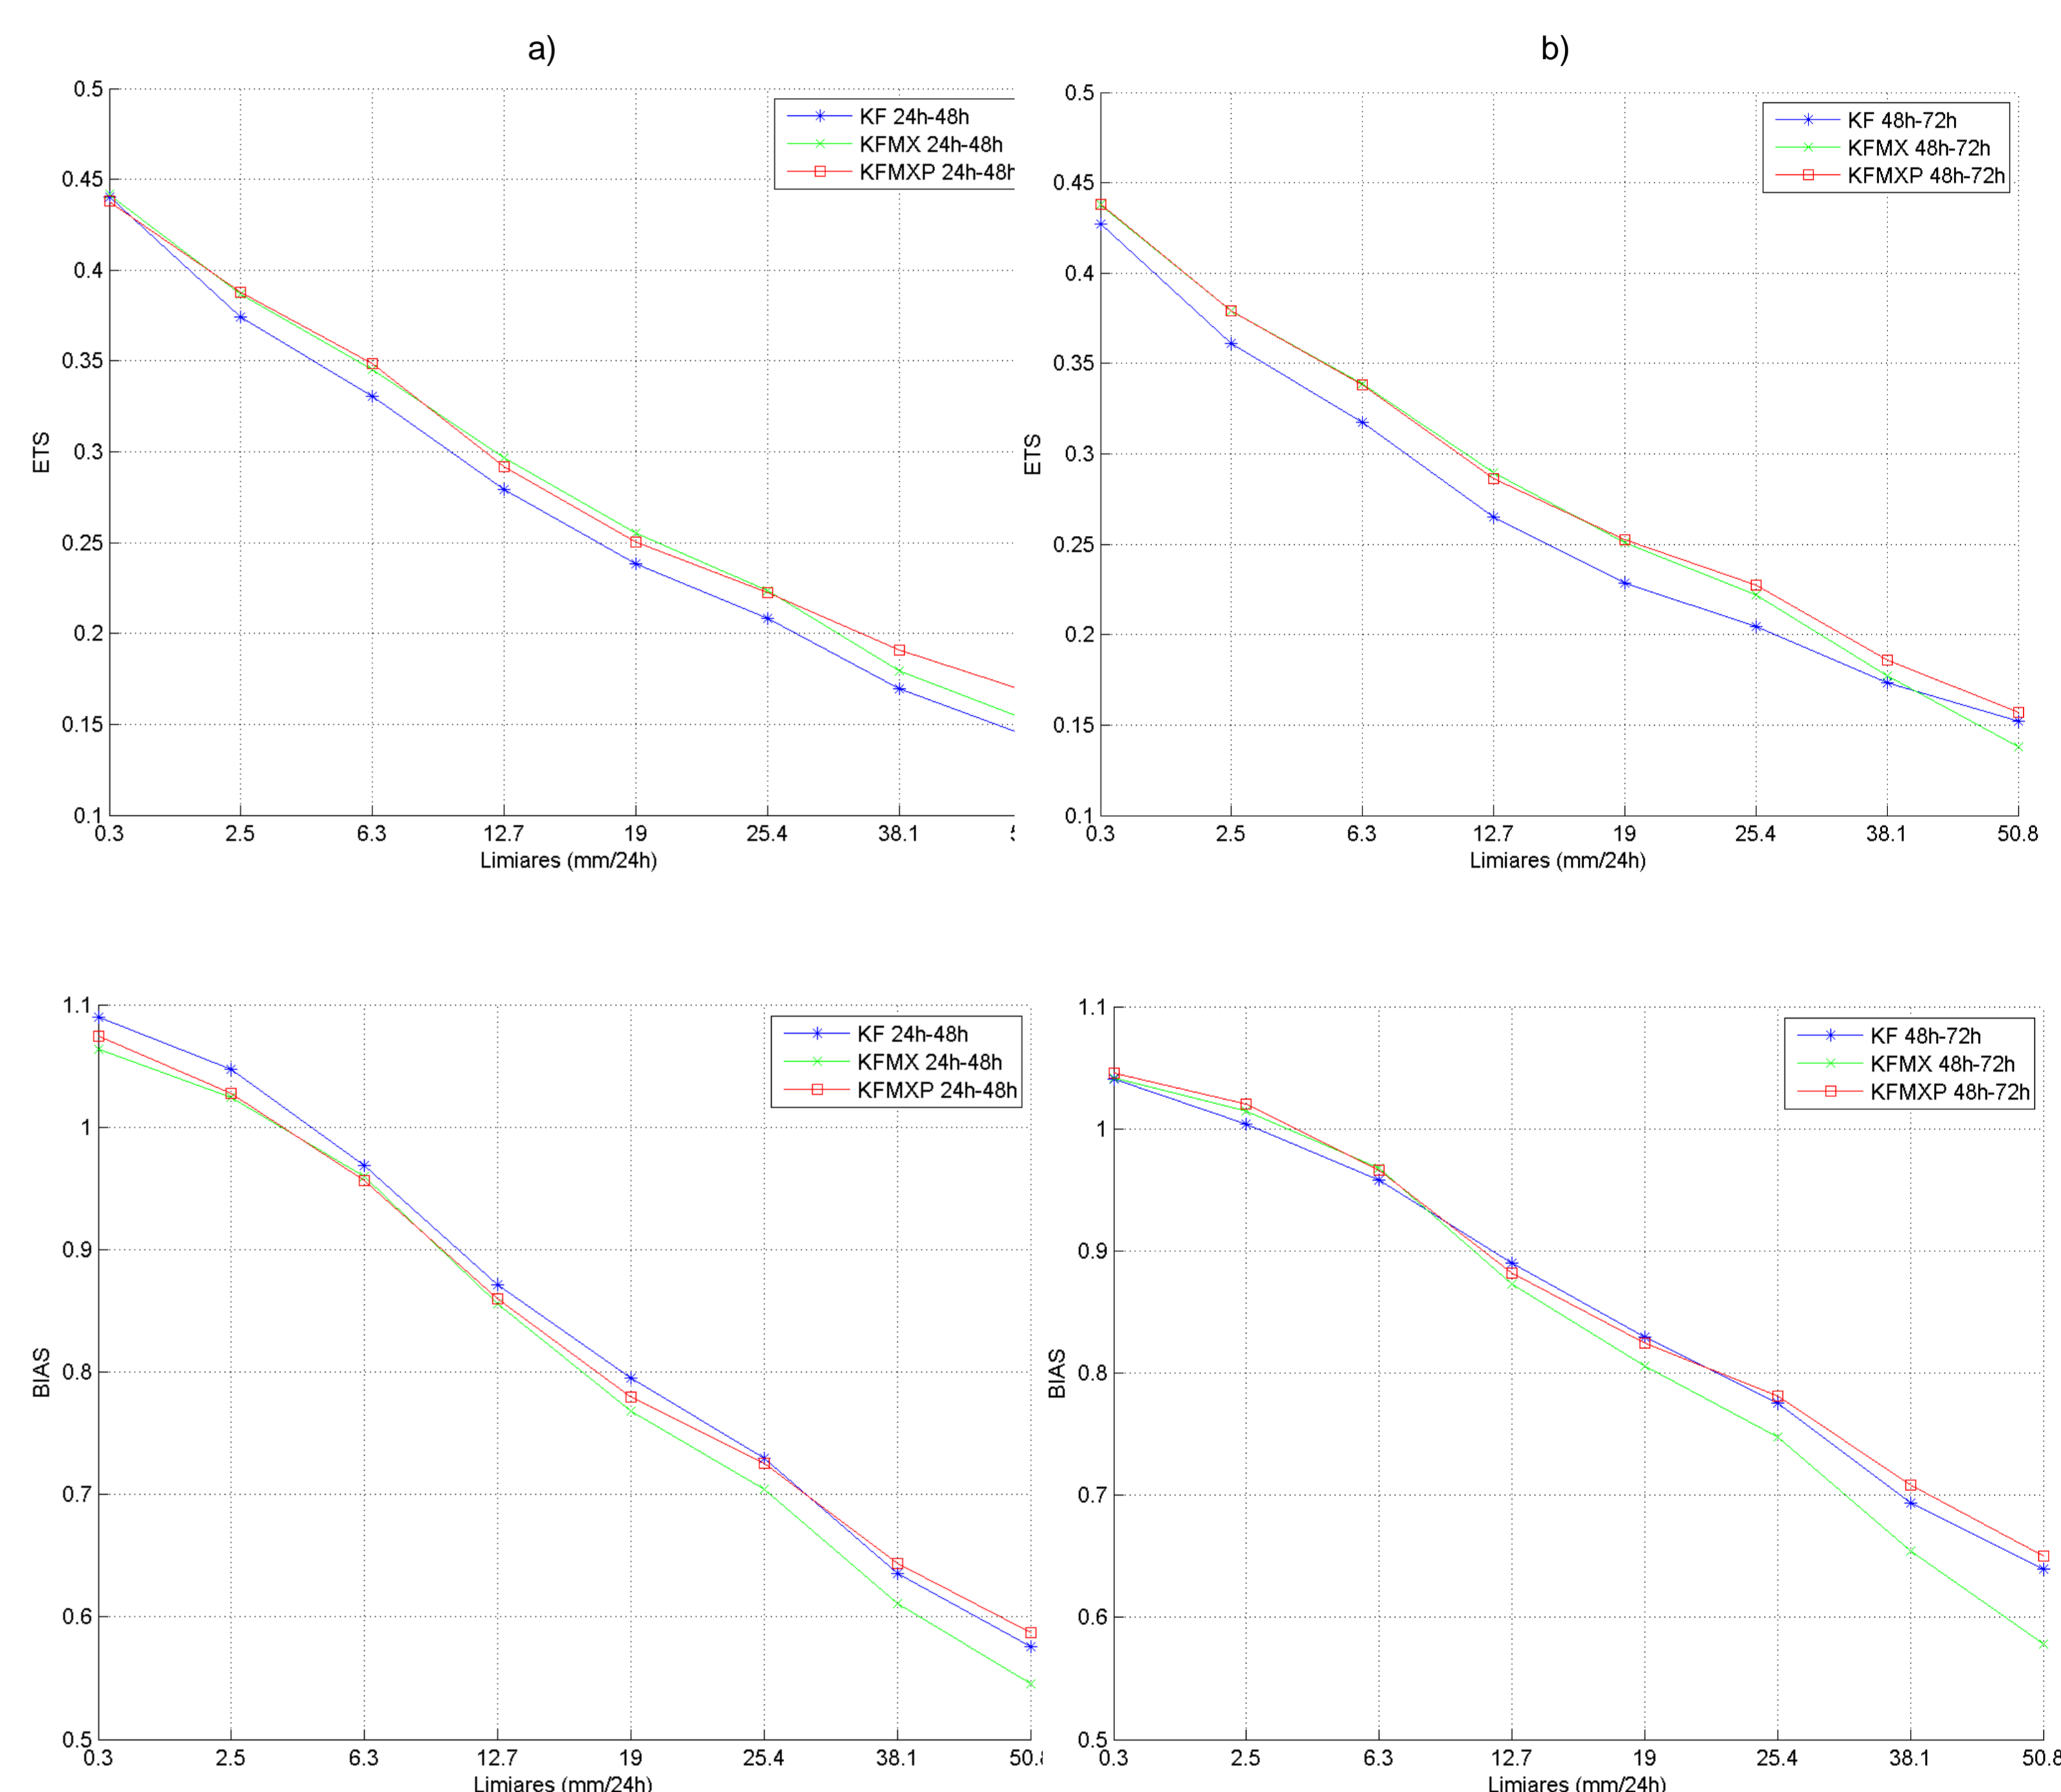 a)
0.5
0.45
0.4
0.35
0.3
0.25
0.2
0.15
0.1
ETS
KF 24h-48h
KFMX 24h-48h
KFMXP 24h-48h
0.3 2.5 6.3 12.7 19 25.4 38.1
Limiares (mm/24h)
b)
0.5
0.45
0.4
0.35
0.3
0.25
0.2
0.15
0.1
ETS
KF 48h-72h
KFMX 48h-72h
KFMXP 48h-72h
0.3 2.5 6.3 12.7 19 25.4 38.1 50.8
Limiares (mm/24h)
1.1
1
0.9
0.8
0.7
0.6
0.5
BIAS
KF 24h-48h
KFMX 24h-48h
KFMXP 24h-48h
0.3 2.5 6.3 12.7 19 25.4 38.1 50.8
Limiares (mm/24h)
1.1
1
0.9
0.8
0.7
0.6
0.5
BIAS
KF 48h-72h
KFMX 48h-72h
KFMXP 48h-72h
0.3 2.5 6.3 12.7 19 25.4 38.1 50.8
Limiares (mm/24h)